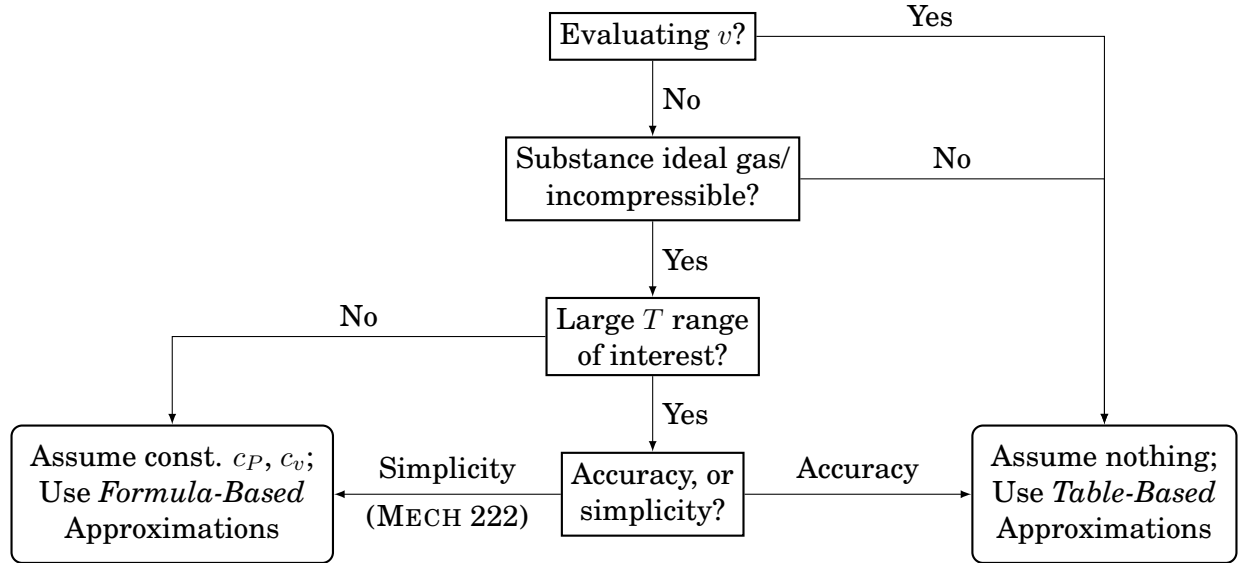 Evaluating v?
Yes
No
Substance ideal gas/
incompressible?
No
Yes
Large T range
of interest?
No
Yes
Assume const. c_P, c_v;
Use Formula-Based
Approximations
Simplicity
(MECH 222)
Accuracy, or
simplicity?
Accuracy
Assume nothing;
Use Table-Based
Approximations